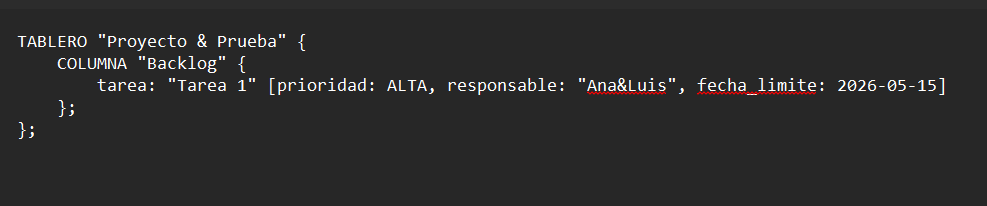 TABLERO "Proyecto & Prueba" {
    COLUMNA "Backlog" {
        tarea: "Tarea 1" [prioridad: ALTA, responsable: "Ana&Luis", fecha_limite: 2026-05-15]
    };
};